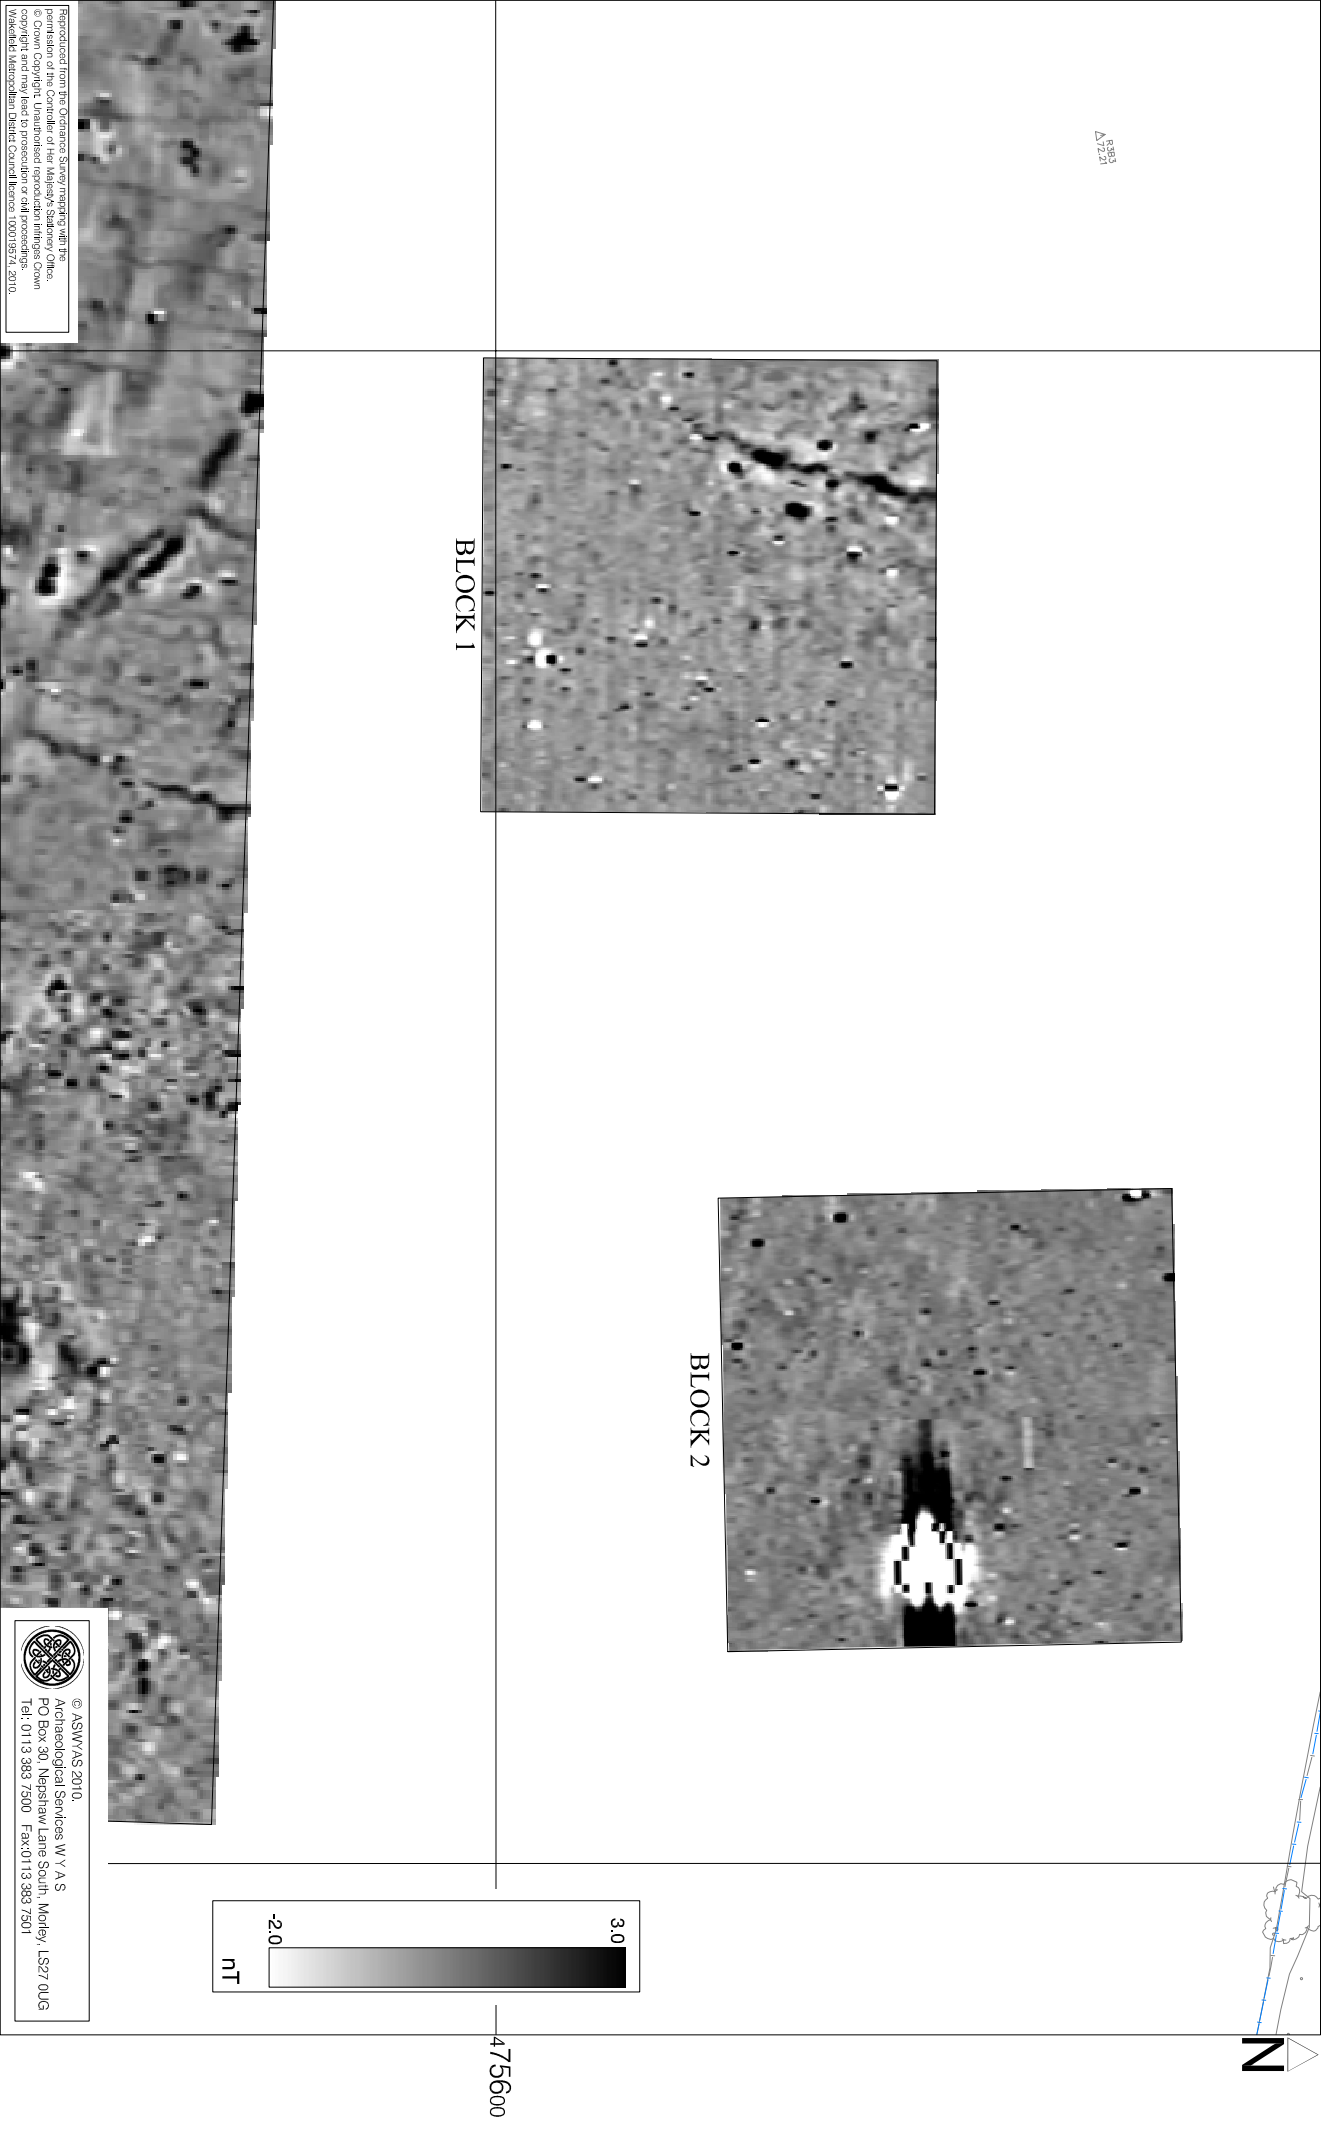 Reproduced from the Ordnance Survey mapping with the
permission of the Controller of Her Majesty's Stationery Office.
© Crown Copyright. Unauthorised reproduction infringes Crown
copyright and may lead to prosecution or civil proceedings.
Wakefield Metropolitan District Council licence 100019574, 2010.
R3B3
72.21
BLOCK 1
BLOCK 2
© ASWYAS 2010.
Archaeological Services W Y A S
PO Box 30, Nepshaw Lane South, Morley, LS27 0UG
Tel: 0113 383 7500 Fax:0113 383 7501
3.0
-2.0
nT
475600
N